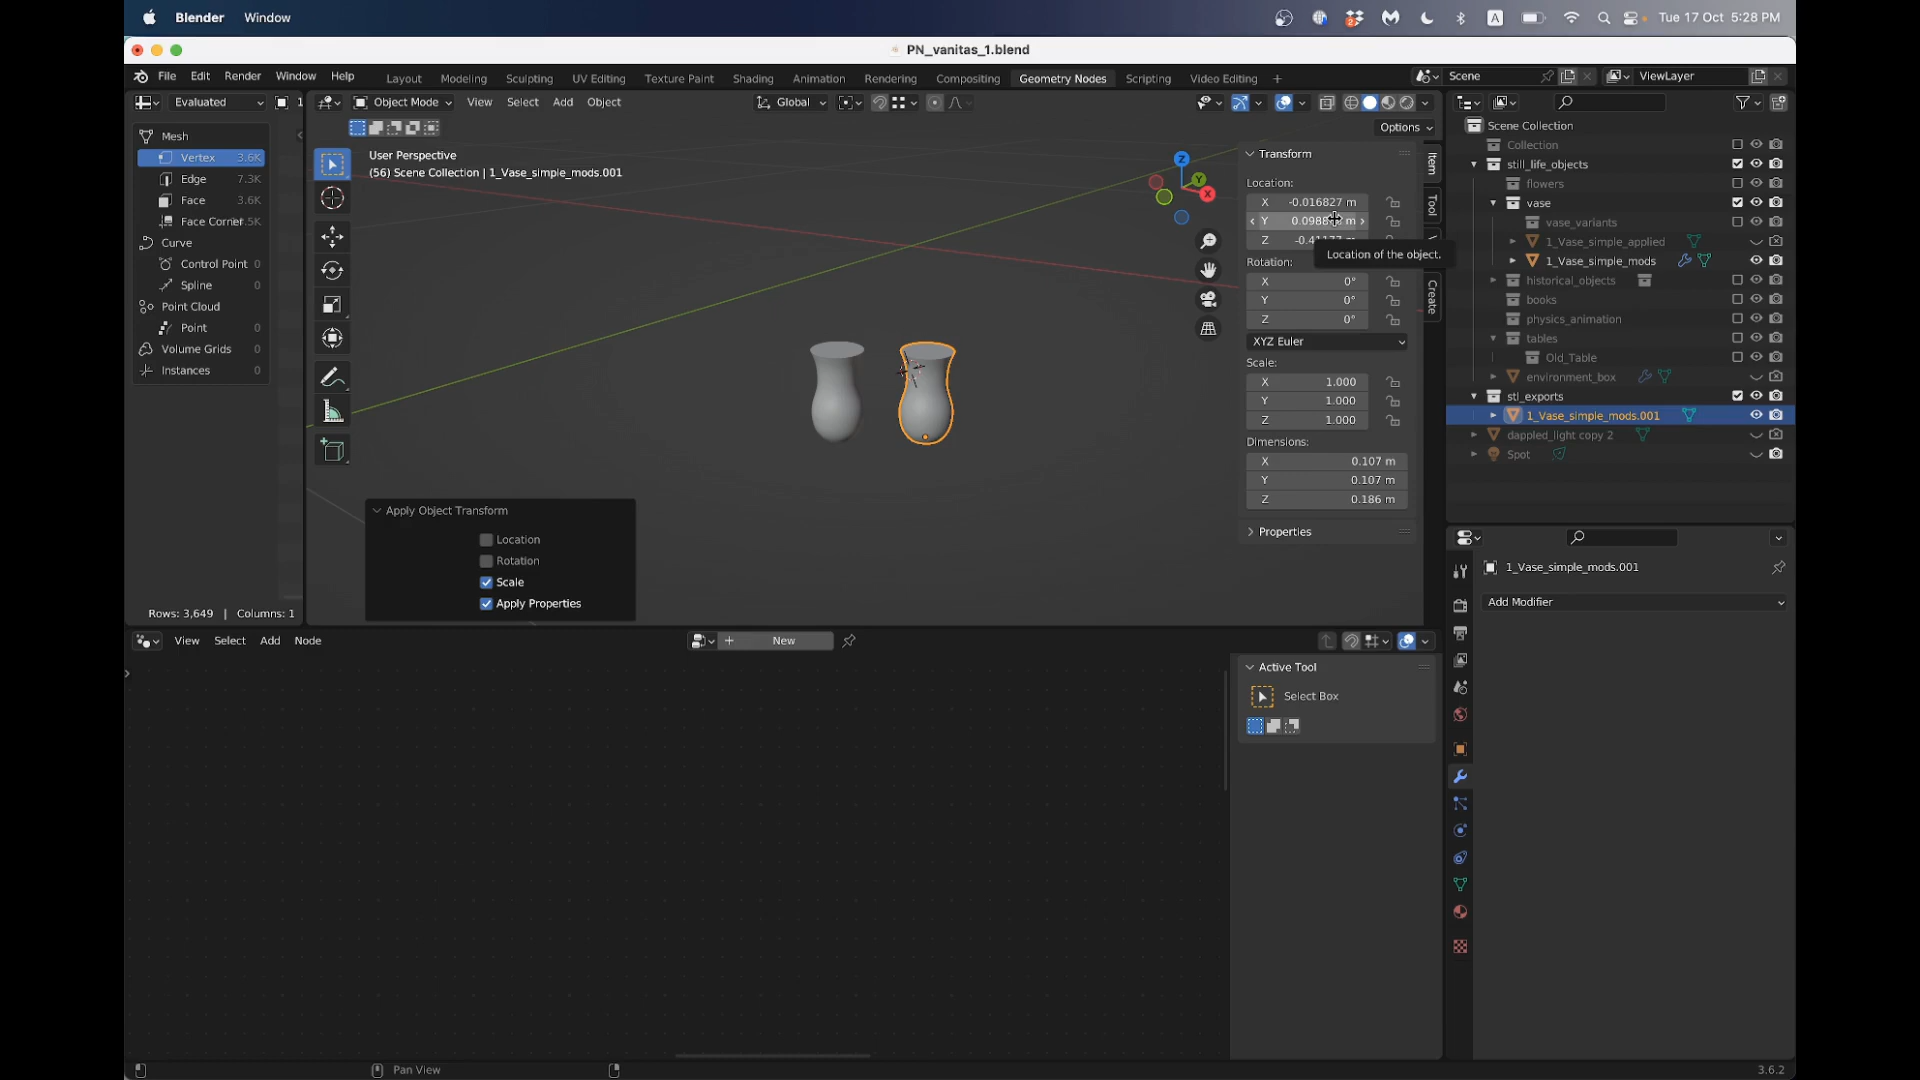 Blender Window
A Tue 17 Oct 5:28 PM
PN_vanitas_1.blend
File Edit Render Window Help Layout Modeling Sculpting UV Editing Texture Paint Shading Animation Rendering Compositing Geometry Nodes Scripting Video Editing + Scene ViewLayer
Evaluated 1 Object Mode View Select Add Object Global
Options
Mesh
Vertex 3.6K
Edge 7.3K
Face 3.6K
Face Corner
Curve
Control Point 0
Spline 0
Point Cloud
Point 0
Volume Grids 0
Instances 0
Rows: 3,649 | Columns: 1
User Perspective
(56) Scene Collection | 1_Vase_simple_mods.001
Z
Y
X
Apply Object Transform
Location
Rotation
Scale
Apply Properties
Transform
Location:
X -0.016827 m
Y m
Z
Location of the object.
Rotation:
X 0°
Y 0°
Z 0°
XYZ Euler
Scale:
X 1.000
Y 1.000
Z 1.000
Dimensions:
X 0.107 m
Y 0.107 m
Z 0.186 m
Properties
Item
Tool
Create
Scene Collection
Collection
still_life_objects
flowers
vase
vase_variants
1_Vase_simple_applied
1_Vase_simple_mods
historical_objects
books
physics_animation
tables
Old_Table
environment_box
stl_exports
1_Vase_simple_mods.001
dappled_light copy 2
Spot
1_Vase_simple_mods.001
Add Modifier
View Select Add Node + New
Active Tool
Select Box
Pan View
3.6.2